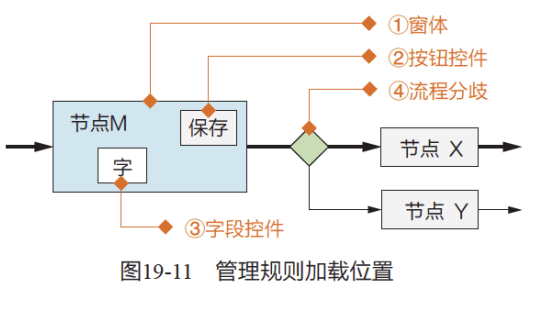 ①窗体
②按钮控件
④流程分歧
节点M
保存
字
节点 X
节点 Y
③字段控件
图19-11 管理规则加载位置